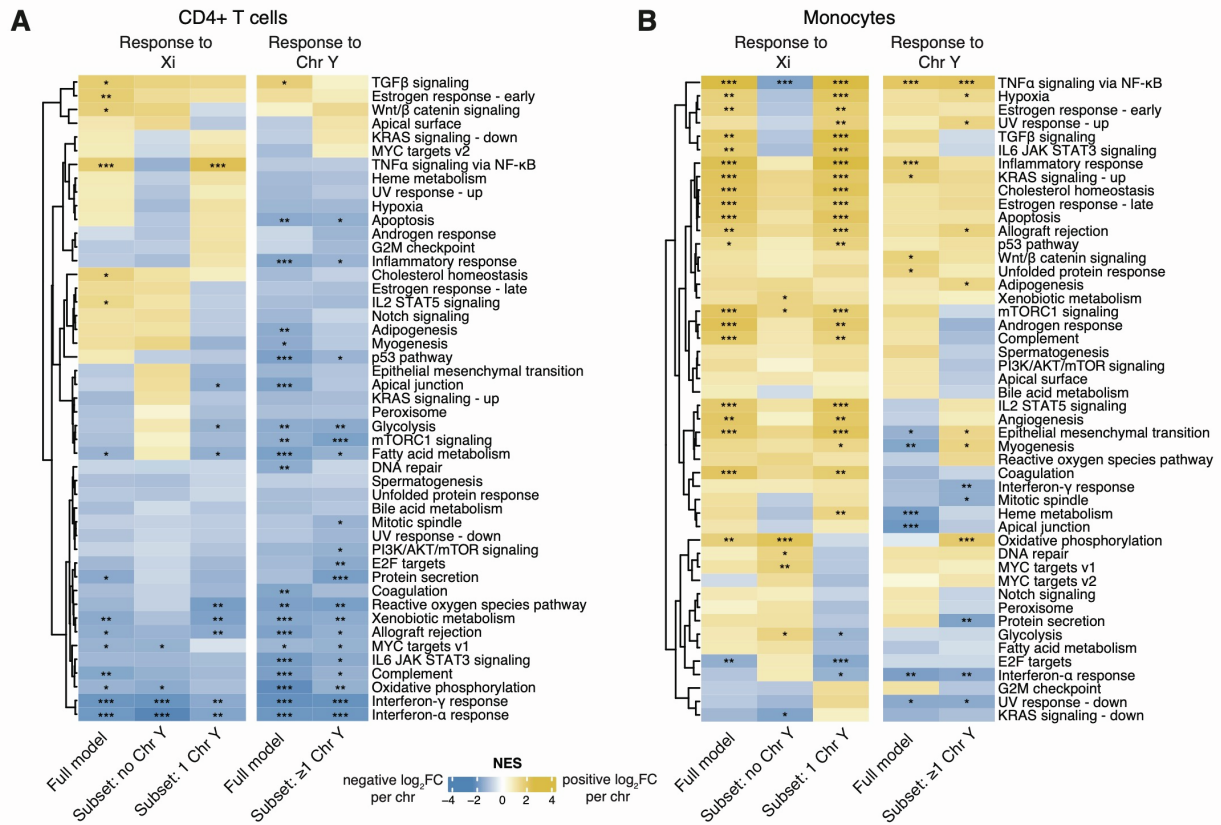 A
CD4+ T cells
Response to
Xi
Response to
Chr Y
TGFβ signaling
Estrogen response - early
Wnt/β catenin signaling
Apical surface
KRAS signaling - down
MYC targets v2
TNFα signaling via NF-κB
Heme metabolism
UV response - up
Hypoxia
Apoptosis
Androgen response
G2M checkpoint
Inflammatory response
Cholesterol homeostasis
Estrogen response - late
IL2 STAT5 signaling
Notch signaling
Adipogenesis
Myogenesis
p53 pathway
Epithelial mesenchymal transition
Apical junction
KRAS signaling - up
Peroxisome
Glycolysis
mTORC1 signaling
Fatty acid metabolism
DNA repair
Spermatogenesis
Unfolded protein response
Bile acid metabolism
Mitotic spindle
UV response - down
PI3K/AKT/mTOR signaling
E2F targets
Protein secretion
Coagulation
Reactive oxygen species pathway
Xenobiotic metabolism
Allograft rejection
MYC targets v1
IL6 JAK STAT3 signaling
Complement
Oxidative phosphorylation
Interferon-γ response
Interferon-α response
Full model
Subset: no Chr Y
Subset: 1 Chr Y
Full model
Subset: ≥1 Chr Y
B
Monocytes
Response to
Xi
Response to
Chr Y
TNFα signaling via NF-κB
Hypoxia
Estrogen response - early
UV response - up
TGFβ signaling
IL6 JAK STAT3 signaling
Inflammatory response
KRAS signaling - up
Cholesterol homeostasis
Estrogen response - late
Apoptosis
Allograft rejection
p53 pathway
Wnt/β catenin signaling
Unfolded protein response
Adipogenesis
Xenobiotic metabolism
mTORC1 signaling
Androgen response
Complement
Spermatogenesis
PI3K/AKT/mTOR signaling
Apical surface
Bile acid metabolism
IL2 STAT5 signaling
Angiogenesis
Epithelial mesenchymal transition
Myogenesis
Reactive oxygen species pathway
Coagulation
Interferon-γ response
Mitotic spindle
Heme metabolism
Apical junction
Oxidative phosphorylation
DNA repair
MYC targets v1
MYC targets v2
Notch signaling
Peroxisome
Protein secretion
Glycolysis
Fatty acid metabolism
E2F targets
Interferon-α response
G2M checkpoint
UV response - down
KRAS signaling - down
Full model
Subset: no Chr Y
Subset: 1 Chr Y
Full model
Subset: ≥1 Chr Y
NES
negative log₂FC
per chr
−4 −2 0 2 4
positive log₂FC
per chr